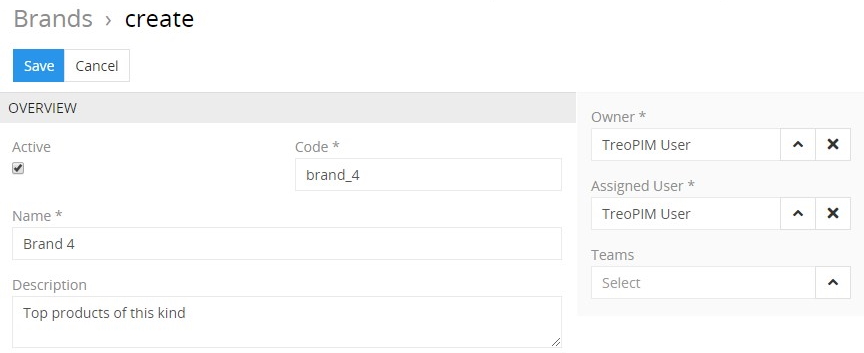 Brands › create
Save Cancel
OVERVIEW
Active
Code *
brand_4
Name *
Brand 4
Description
Top products of this kind
Owner *
TreoPIM User
Assigned User *
TreoPIM User
Teams
Select